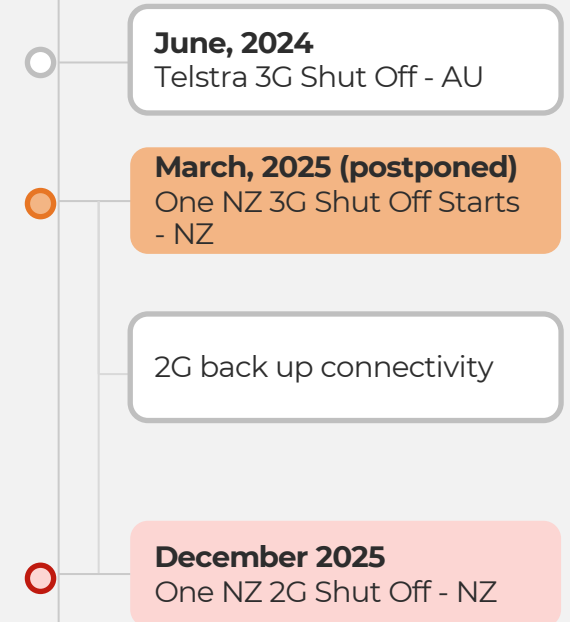 June, 2024
Telstra 3G Shut Off - AU
March, 2025 (postponed)
One NZ 3G Shut Off Starts
- NZ
2G back up connectivity
December 2025
One NZ 2G Shut Off - NZ